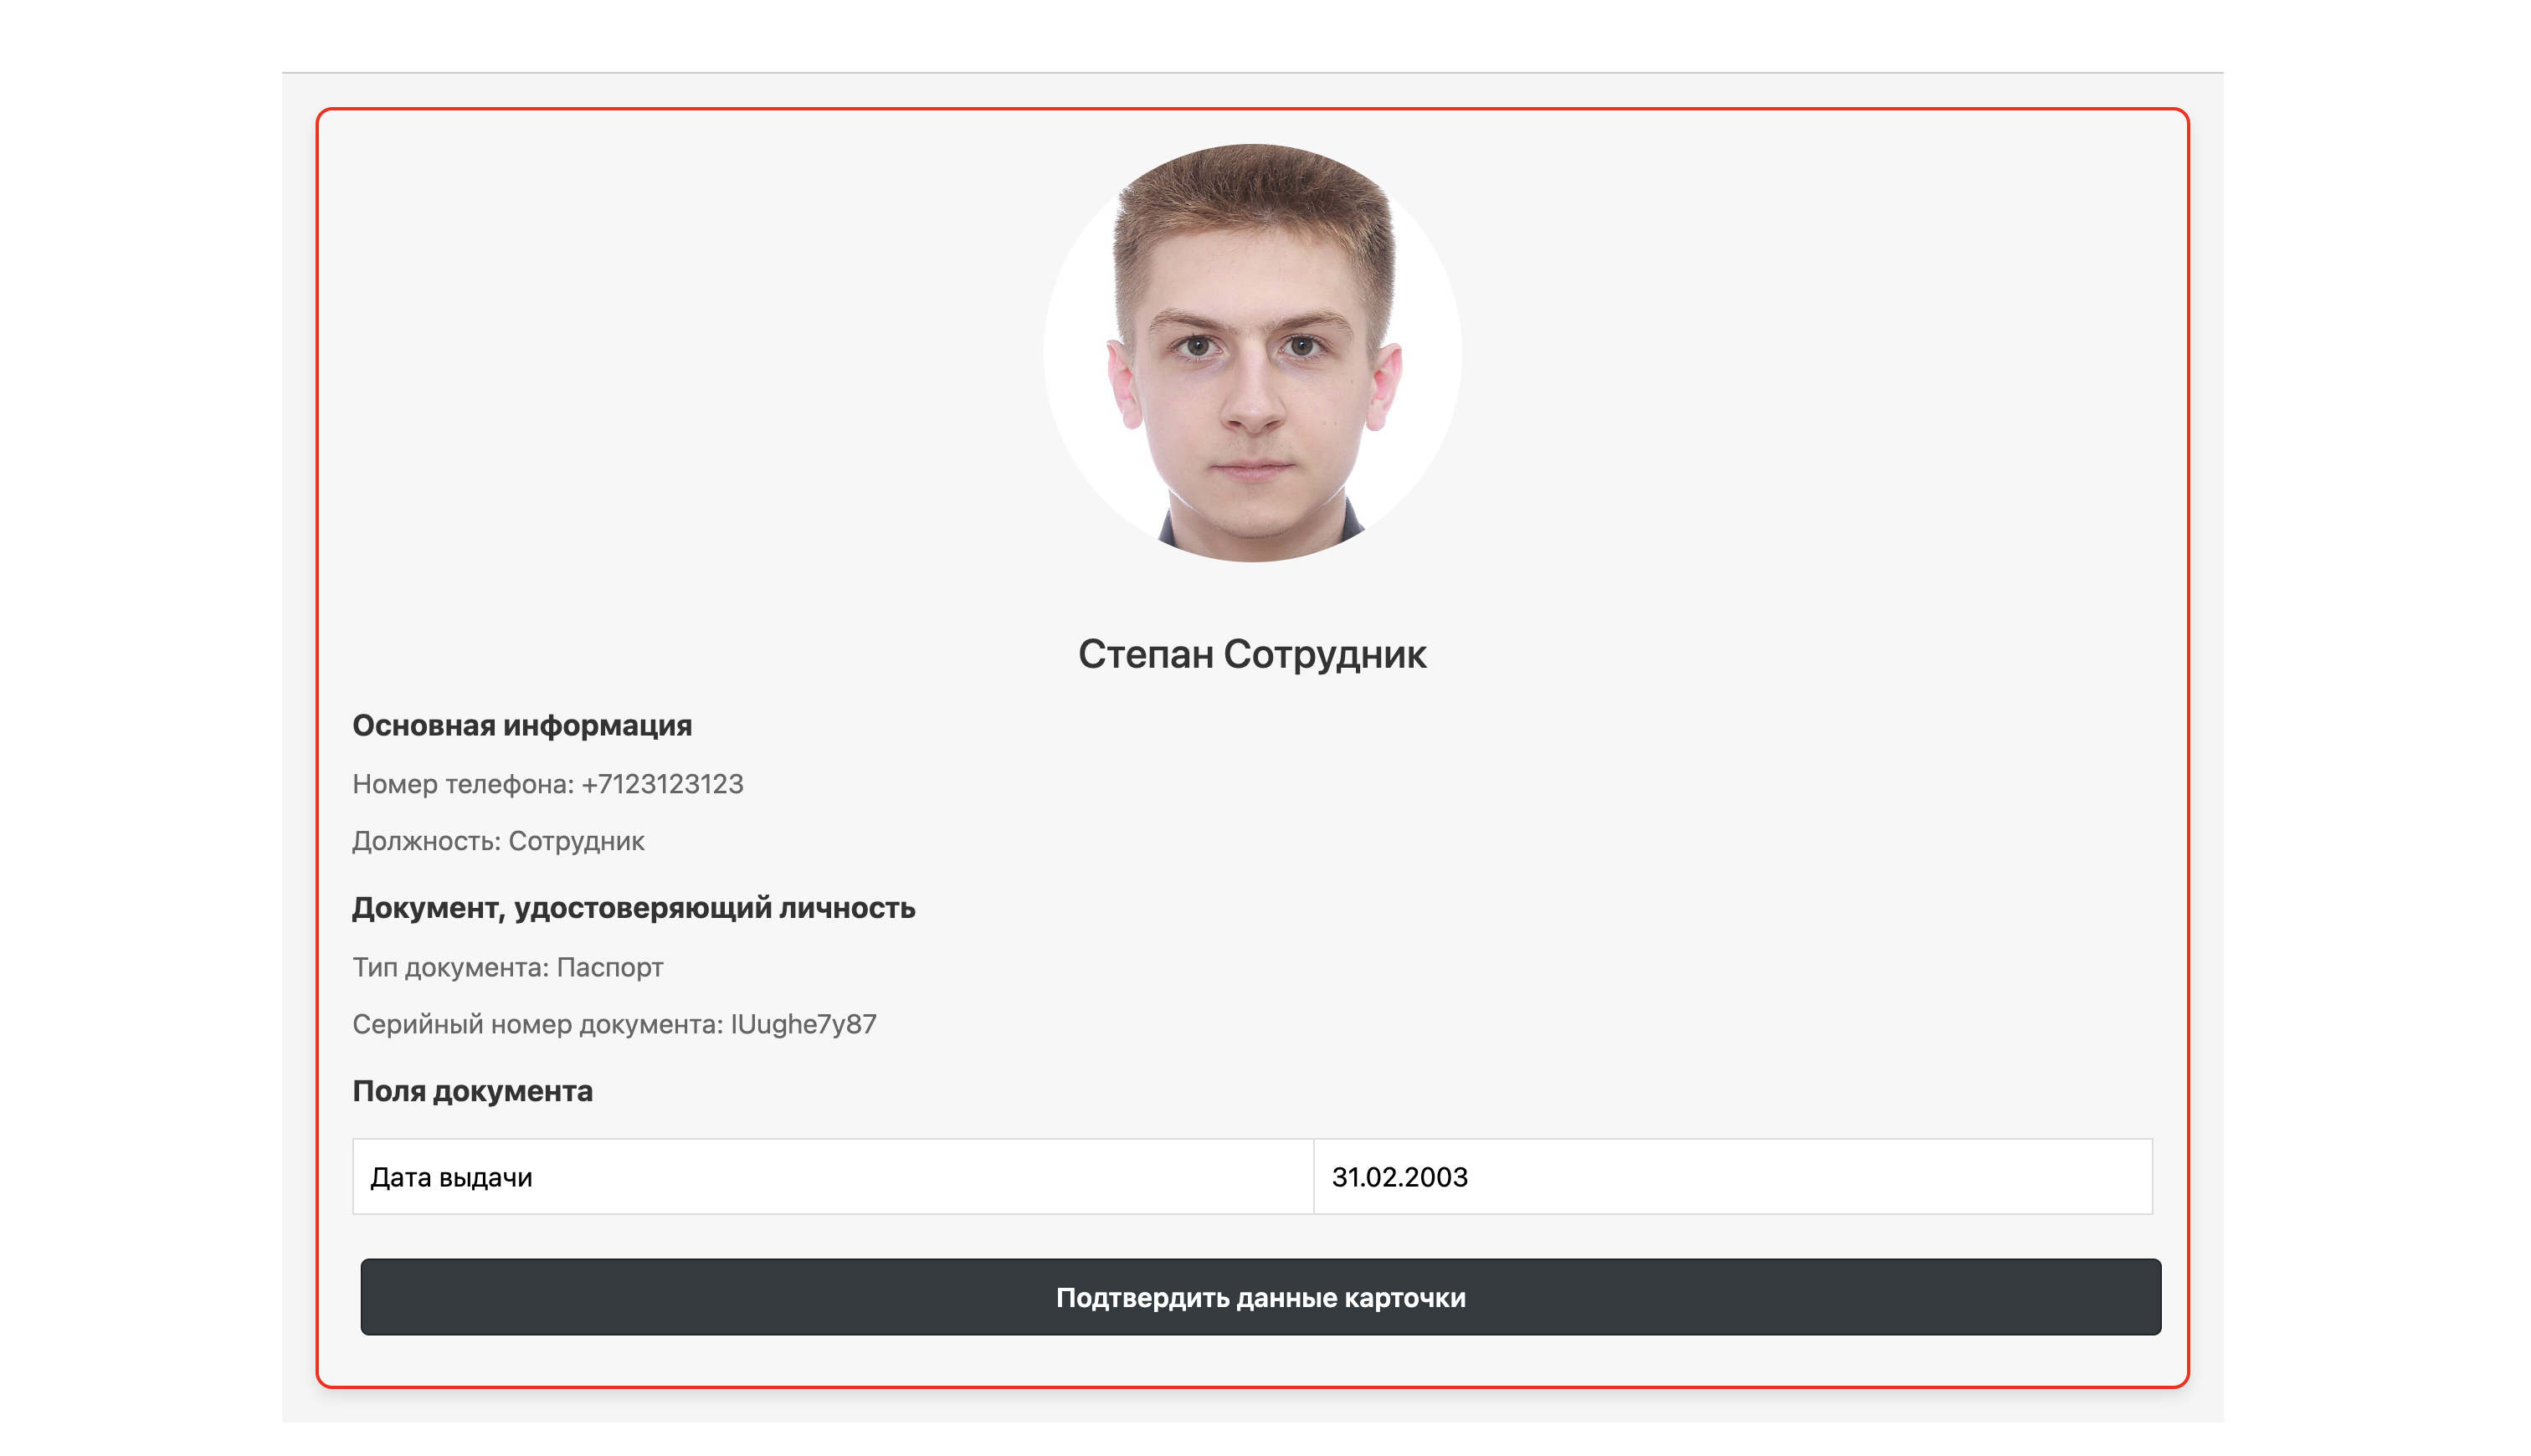 Степан Сотрудник
Основная информация
Номер телефона: +7123123123
Должность: Сотрудник
Документ, удостоверяющий личность
Тип документа: Паспорт
Серийный номер документа: IUughe7y87
Поля документа
Дата выдачи 31.02.2003
Подтвердить данные карточки